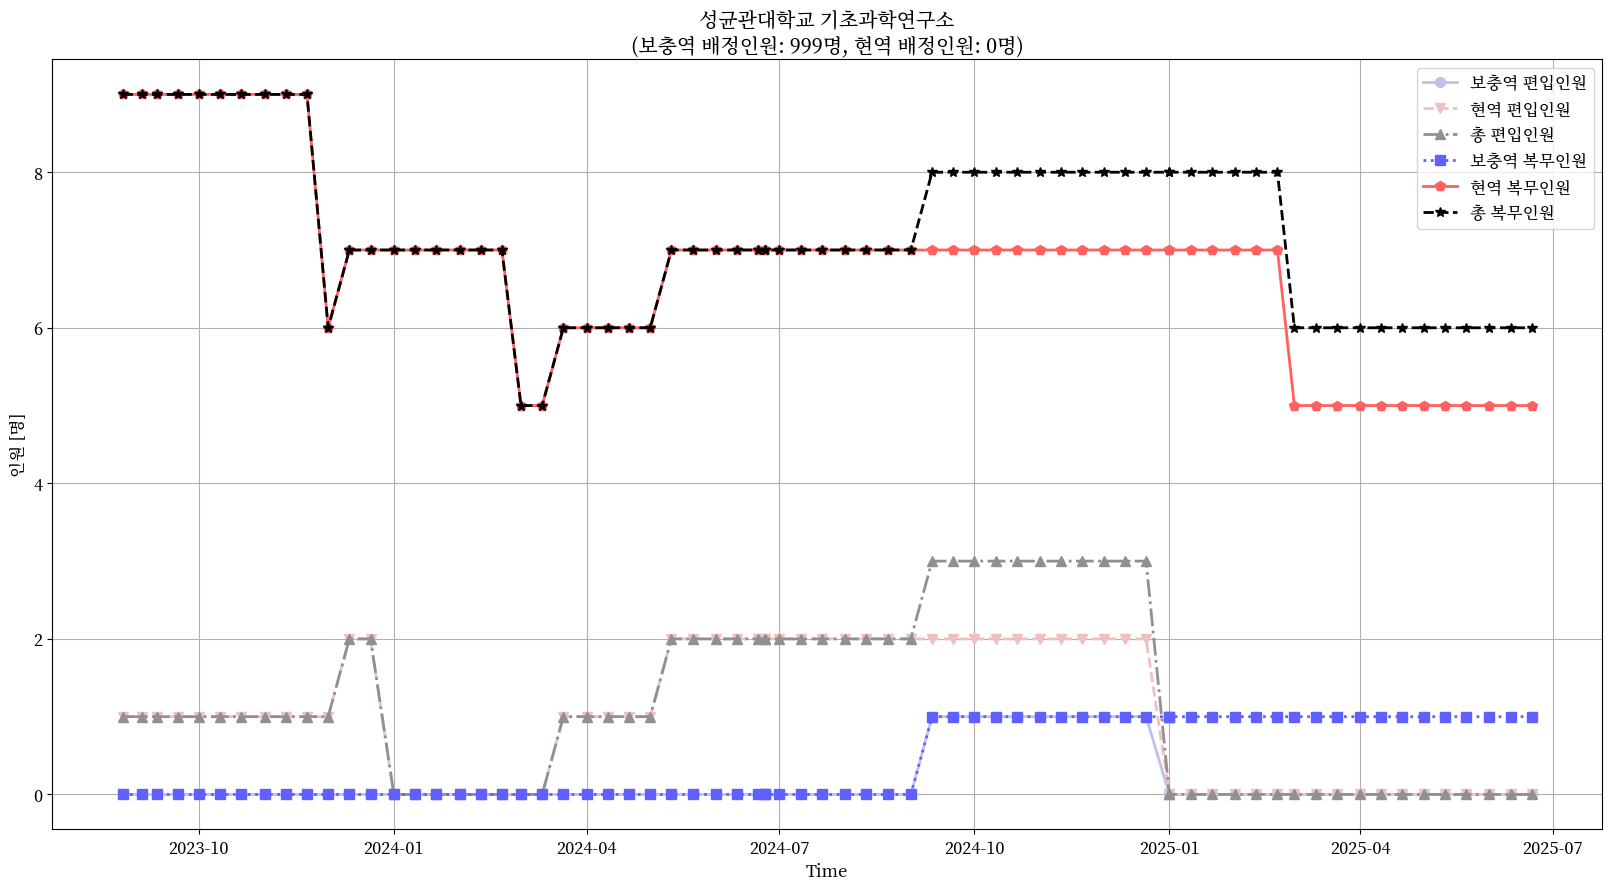 성균관대학교 기초과학연구소
(보충역 배정인원: 999명, 현역 배정인원: 0명)
보충역 편입인원
현역 편입인원
총 편입인원
보충역 복무인원
현역 복무인원
총 복무인원
인원 [명]
8
6
4
2
0
2023-10
2024-01
2024-04
2024-07
2024-10
2025-01
2025-04
2025-07
Time